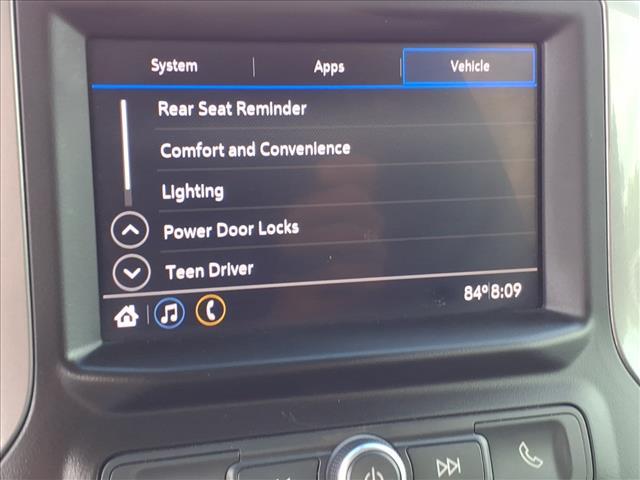 System Apps Vehicle
Rear Seat Reminder
Comfort and Convenience
Lighting
Power Door Locks
Teen Driver
84° 8:09